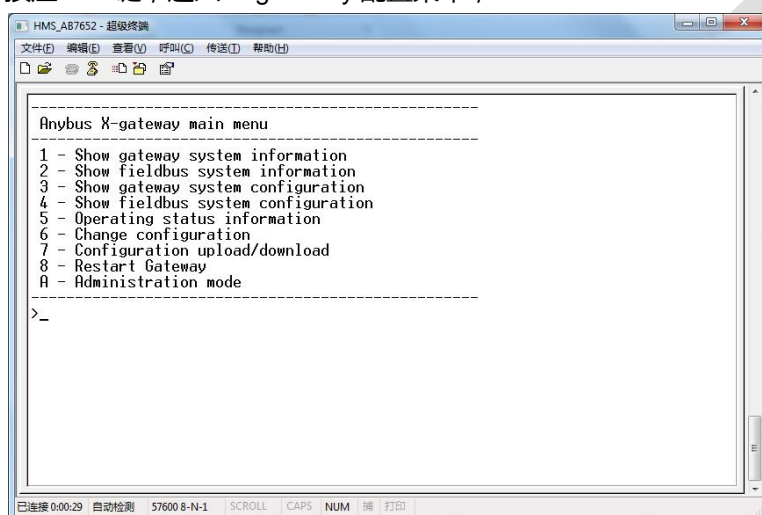 HMS_AB7652 - 超级终端
文件(F) 编辑(E) 查看(V) 呼叫(C) 传送(T) 帮助(H)
Anybus X-gateway main menu
1 - Show gateway system information
2 - Show fieldbus system information
3 - Show gateway system configuration
4 - Show fieldbus system configuration
5 - Operating status information
6 - Change configuration
7 - Configuration upload/download
8 - Restart Gateway
A - Administration mode
>_
已连接 0:00:29 自动检测 57600 8-N-1 SCROLL CAPS NUM 捕 打印